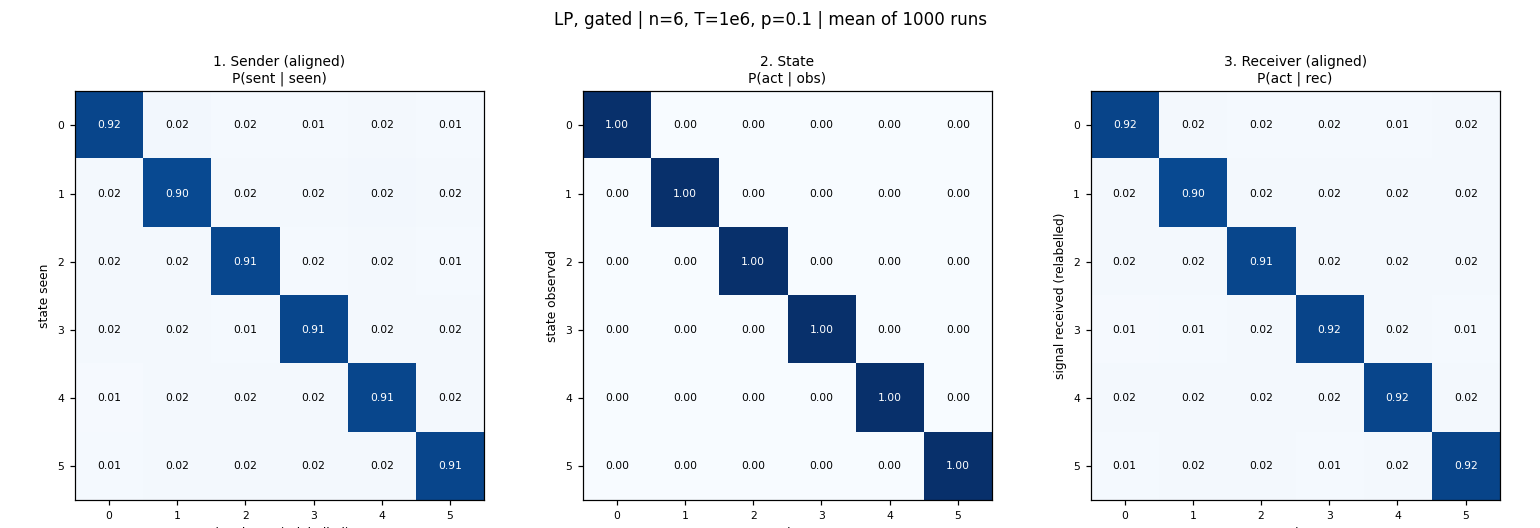 LP, gated | n=6, T=1e6, p=0.1 | mean of 1000 runs
1. Sender (aligned)
P(sent | seen)
state seen
0 0.92 0.02 0.02 0.01 0.02 0.01
1 0.02 0.90 0.02 0.02 0.02 0.02
2 0.02 0.02 0.91 0.02 0.02 0.01
3 0.02 0.02 0.01 0.91 0.02 0.02
4 0.01 0.02 0.02 0.02 0.91 0.02
5 0.01 0.02 0.02 0.02 0.02 0.91
0 1 2 3 4 5
2. State
P(act | obs)
state observed
0 1.00 0.00 0.00 0.00 0.00 0.00
1 0.00 1.00 0.00 0.00 0.00 0.00
2 0.00 0.00 1.00 0.00 0.00 0.00
3 0.00 0.00 0.00 1.00 0.00 0.00
4 0.00 0.00 0.00 0.00 1.00 0.00
5 0.00 0.00 0.00 0.00 0.00 1.00
0 1 2 3 4 5
3. Receiver (aligned)
P(act | rec)
signal received (relabelled)
0 0.92 0.02 0.02 0.02 0.01 0.02
1 0.02 0.90 0.02 0.02 0.02 0.02
2 0.02 0.02 0.91 0.02 0.02 0.02
3 0.01 0.01 0.02 0.92 0.02 0.01
4 0.02 0.02 0.02 0.02 0.92 0.02
5 0.01 0.02 0.02 0.01 0.02 0.92
0 1 2 3 4 5